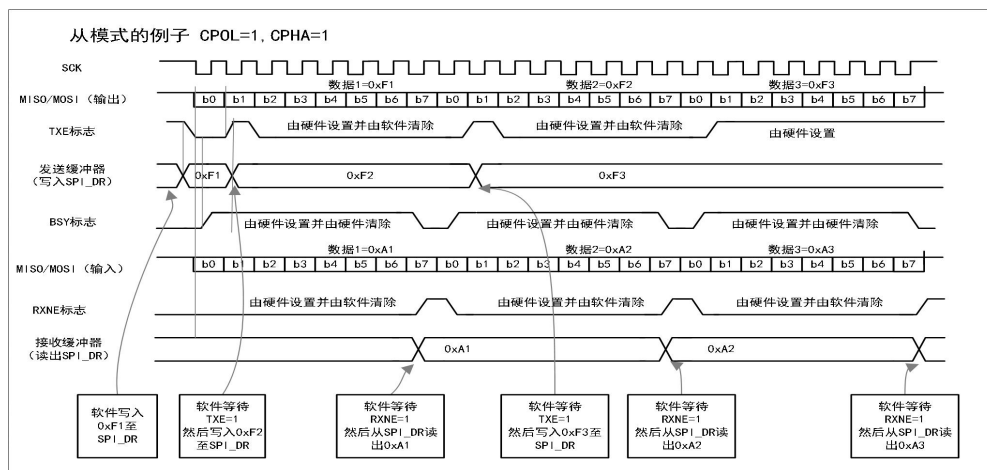 从模式的例子 CPOL=1, CPHA=1
SCK
数据1=0xF1 数据2=0xF2 数据3=0xF3
MISO/MOSI（输出） b0 b1 b2 b3 b4 b5 b6 b7 b0 b1 b2 b3 b4 b5 b6 b7 b0 b1 b2 b3 b4 b5 b6 b7
TXE标志 由硬件设置并由软件清除 由硬件设置并由软件清除 由硬件设置
发送缓冲器
（写入SPI_DR） 0xF1 0xF2 0xF3
BSY标志 由硬件设置并由硬件清除 由硬件设置并由硬件清除 由硬件设置并由硬件清除
数据1=0xA1 数据2=0xA2 数据3=0xA3
MISO/MOSI（输入） b0 b1 b2 b3 b4 b5 b6 b7 b0 b1 b2 b3 b4 b5 b6 b7 b0 b1 b2 b3 b4 b5 b6 b7
RXNE标志 由硬件设置并由软件清除 由硬件设置并由软件清除 由硬件设置并由软件清除
接收缓冲器
（读出SPI_DR） 0xA1 0xA2
软件写入
0xF1至
SPI_DR
软件等待
TXE=1
然后写入0xF2
至SPI_DR
软件等待
RXNE=1
然后从SPI_DR读
出0xA1
软件等待
TXE=1
然后写入0xF3至
SPI_DR
软件等待
RXNE=1
然后从SPI_DR读
出0xA2
软件等待
RXNE=1
然后从SPI_DR读
出0xA3